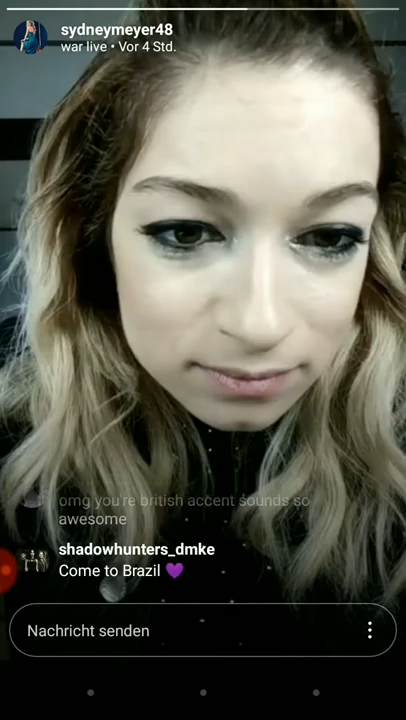 sydneymeyer48
war live • Vor 4 Std.
omg you're british accent sounds so
awesome
shadowhunters_dmke
Come to Brazil 💜
Nachricht senden